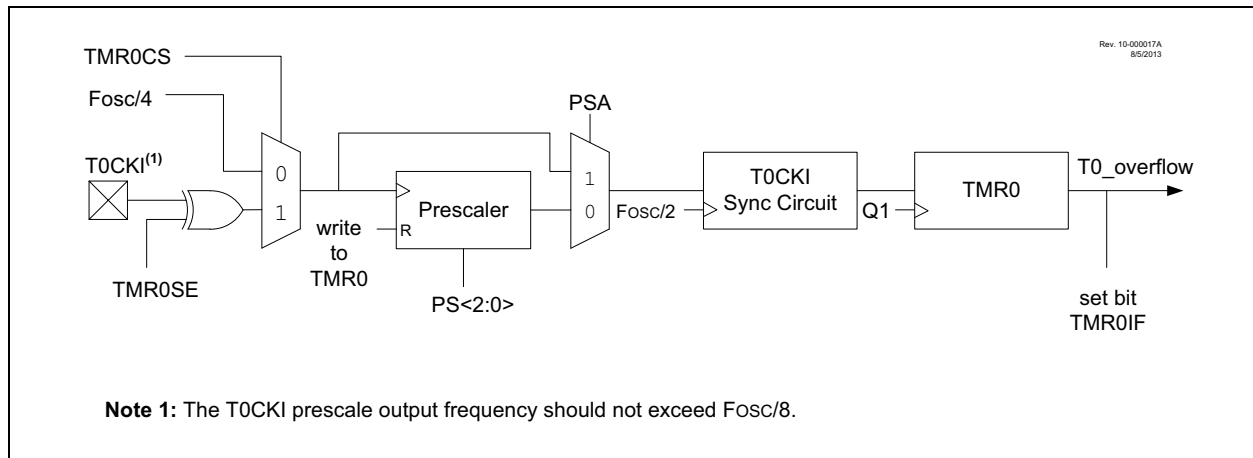 Rev. 10-000017A
8/5/2013
TMR0CS
Fosc/4
PSA
T0CKI(1)
0
1
TMR0SE
write
to
TMR0
R
Prescaler
PS<2:0>
1
0
FOSC/2
T0CKI
Sync Circuit
Q1
TMR0
T0_overflow
set bit
TMR0IF
Note 1: The T0CKI prescale output frequency should not exceed FOSC/8.